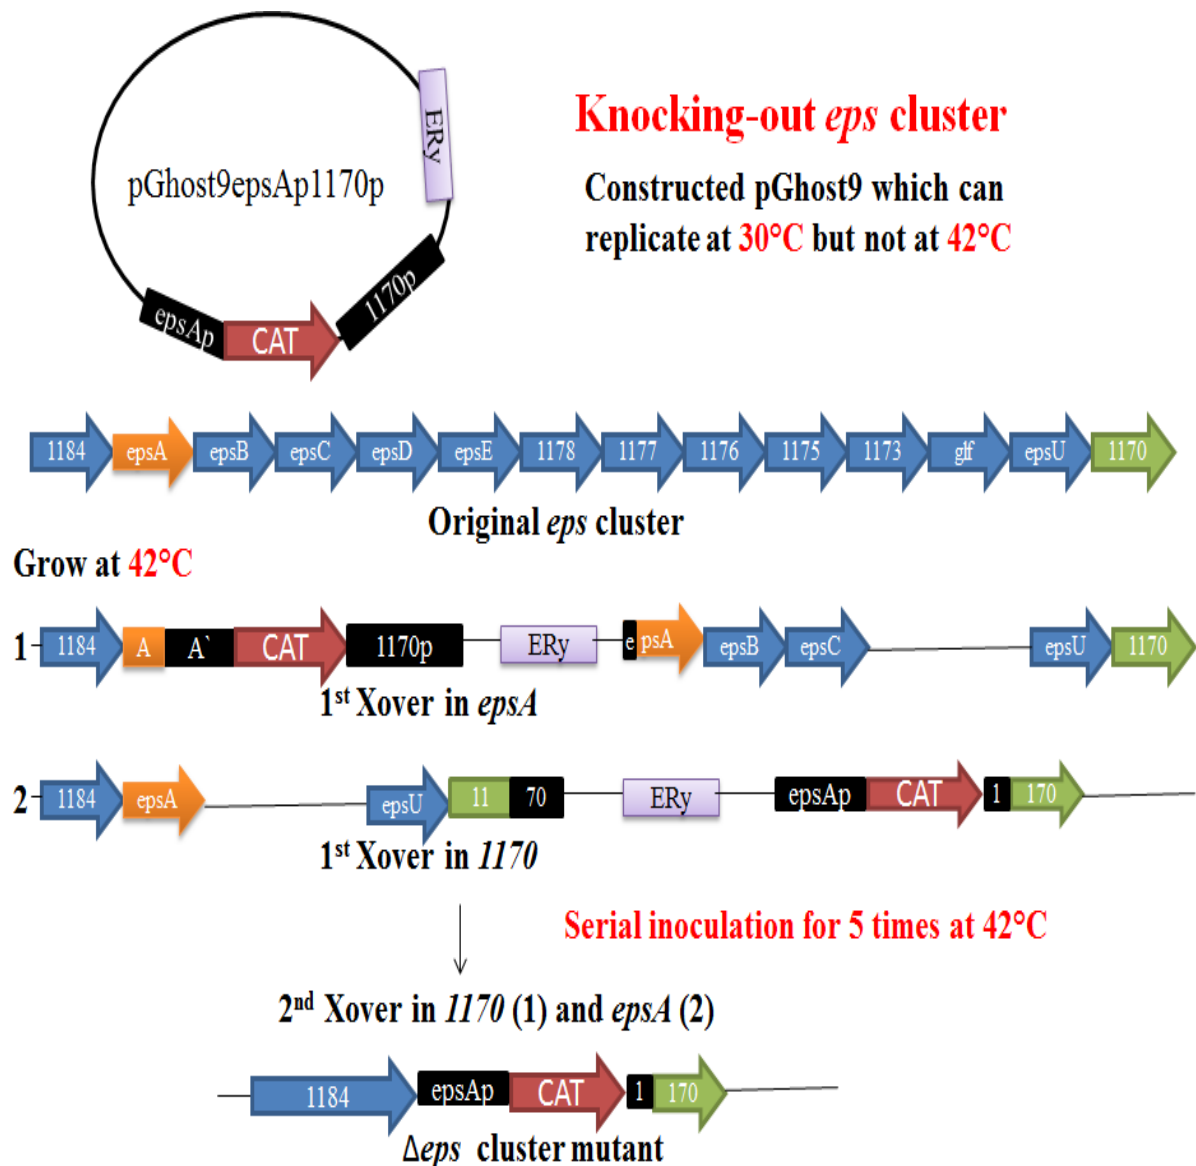 ERy
pGhost9epsAp1170p
epsAp
CAT
1170p
Knocking-out eps cluster
Constructed pGhost9 which can
replicate at 30°C but not at 42°C
1184 epsA epsB epsC epsD epsE 1178 1177 1176 1175 1173 glf epsU 1170
Original eps cluster
Grow at 42°C
1 1184 A A` CAT 1170p ERy e psA epsB epsC epsU 1170
1st Xover in epsA
2 1184 epsA epsU 11 70 ERy epsAp CAT 1 170
1st Xover in 1170
Serial inoculation for 5 times at 42°C
2nd Xover in 1170 (1) and epsA (2)
1184 epsAp CAT 1 170
Δeps cluster mutant